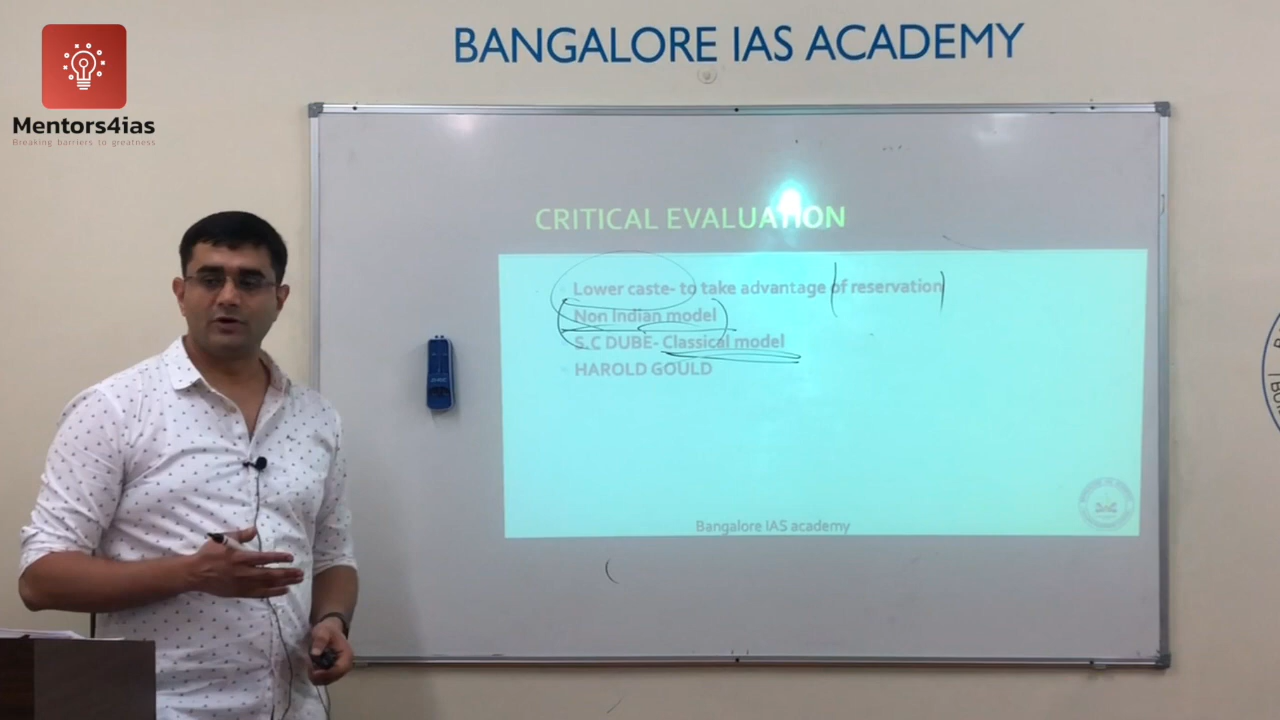 BANGALORE IAS ACADEMY
Mentors4ias
Breaking barriers to greatness
CRITICAL EVALUATION
Lower caste- to take advantage of reservation
Non Indian model
S.C DUBE- Classical model
HAROLD GOULD
Bangalore IAS academy